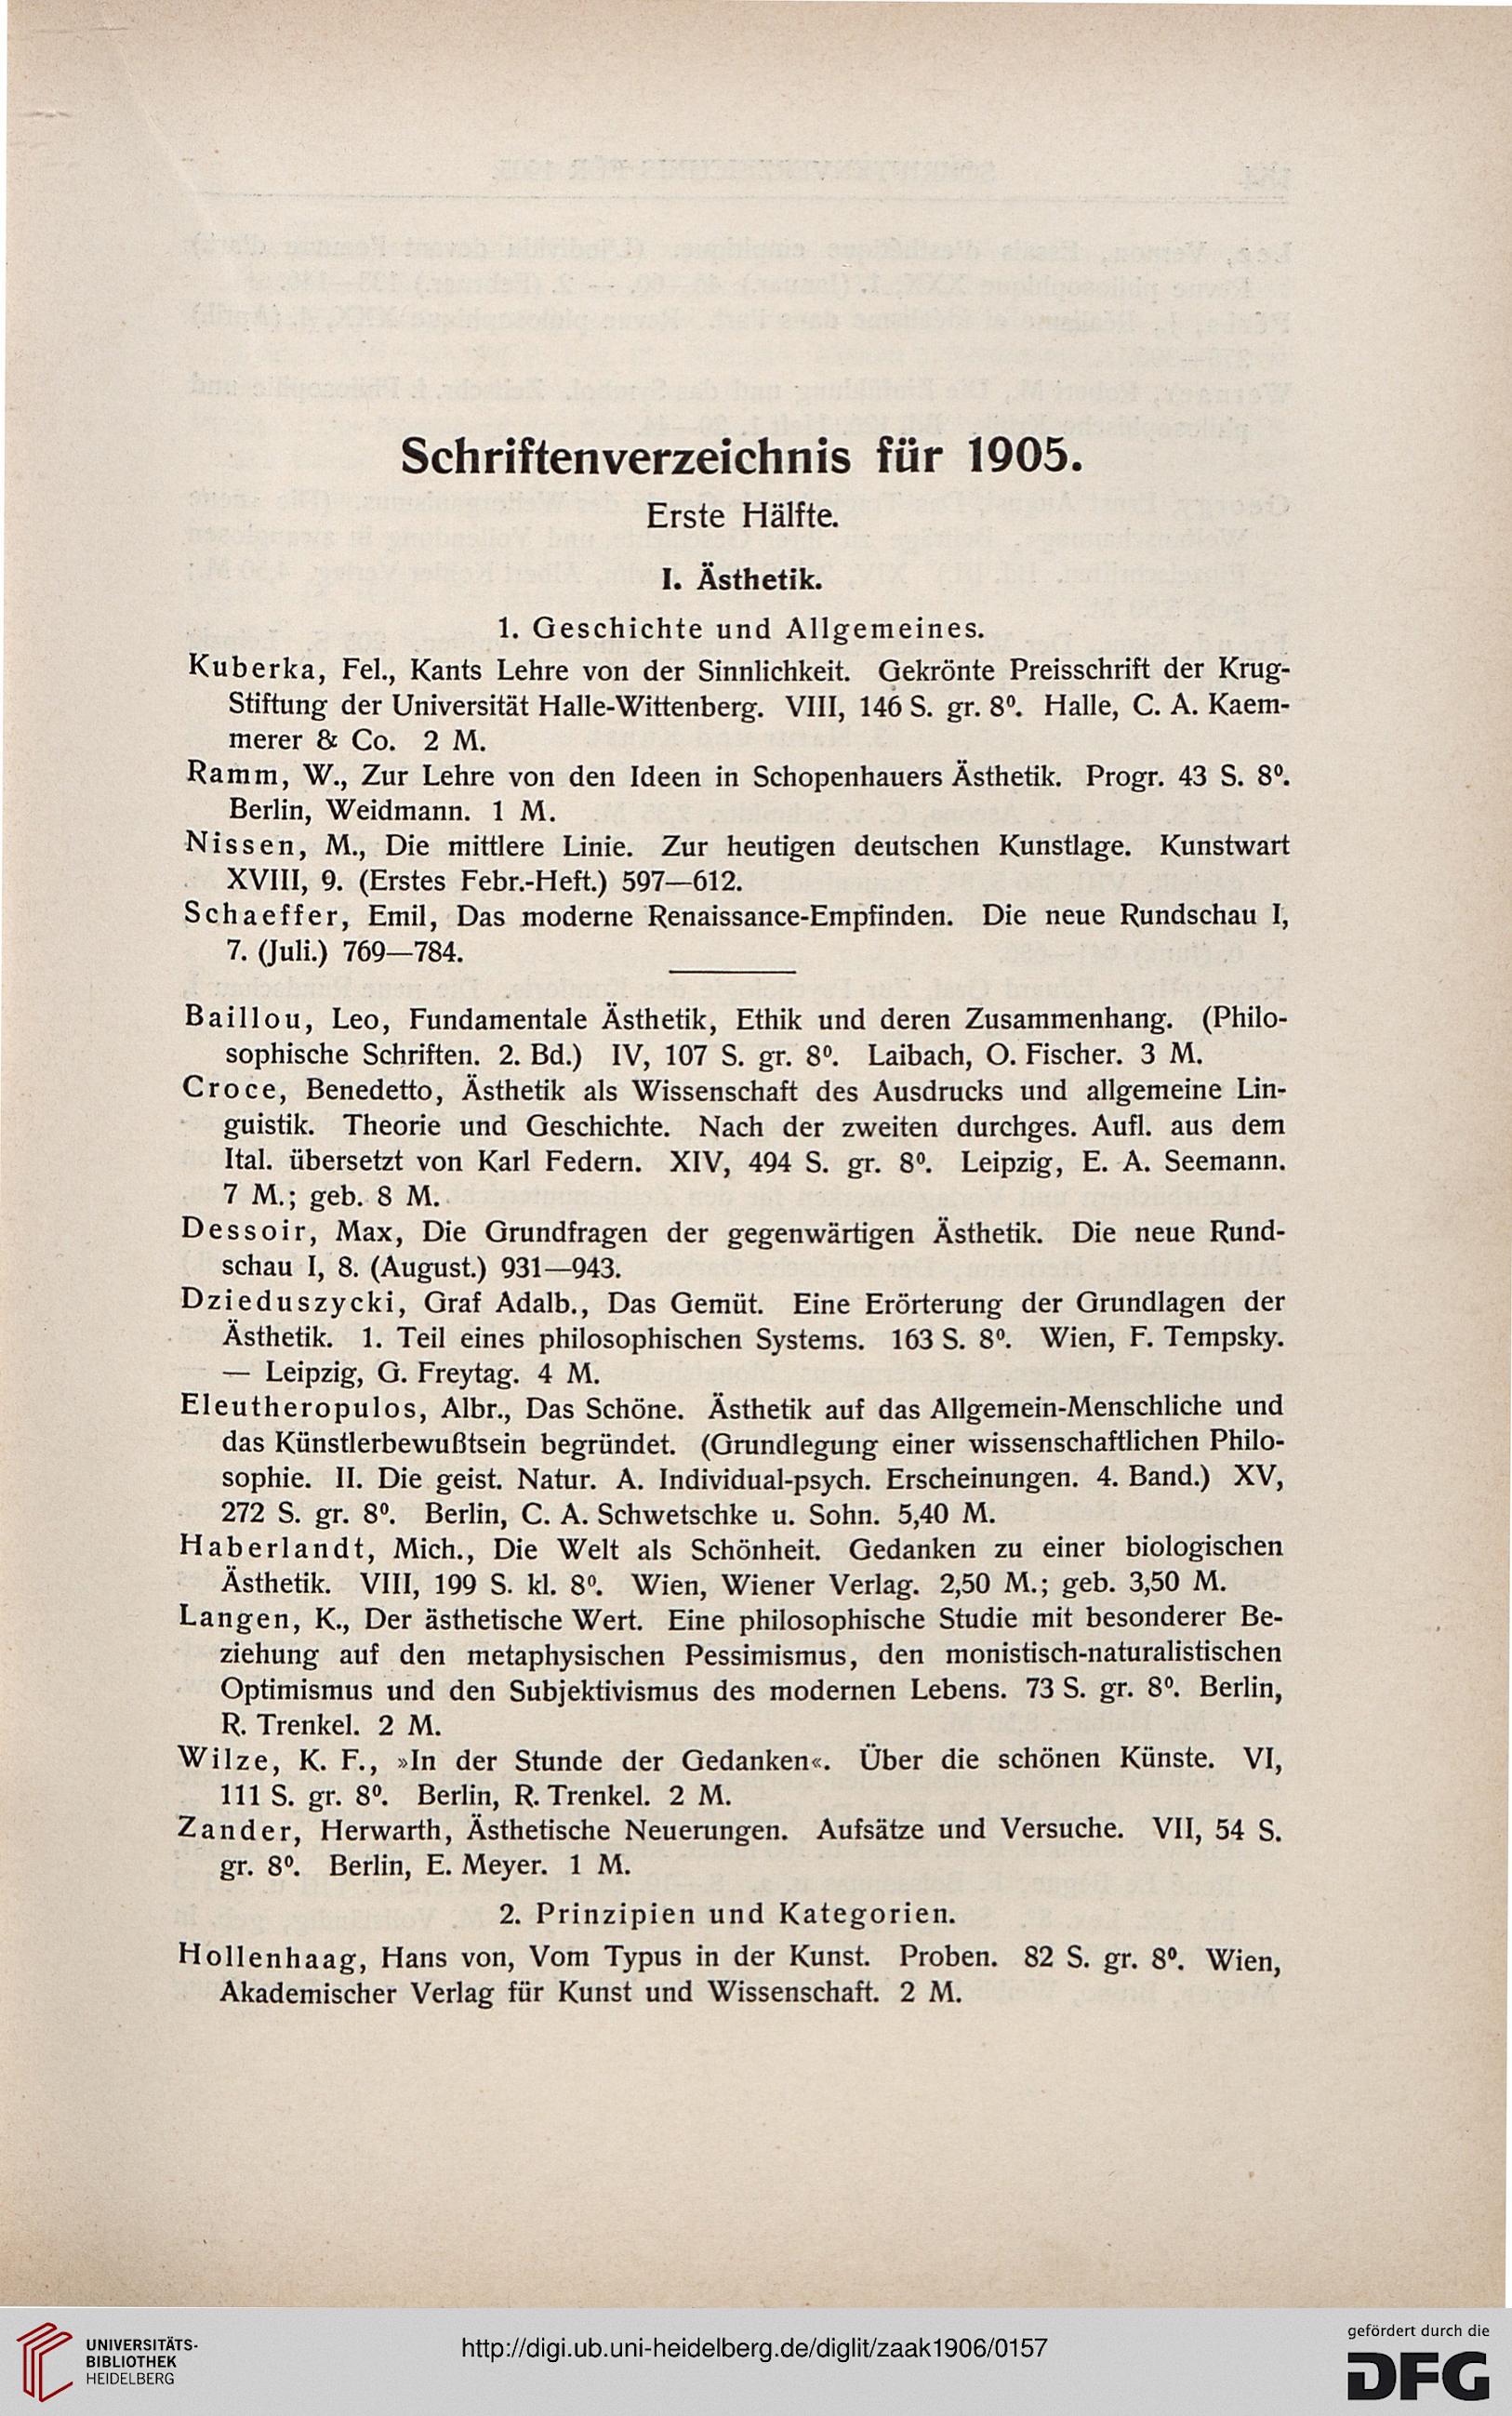 Schriftenverzeichnis für 1905.
Erste Hälfte.
I. Ästhetik.
1. Geschichte und Allgemeines.
Kuberka, Fel., Kants Lehre von der Sinnlichkeit. Gekrönte Preisschrift der Krug-
Stiftung der Universität Halle-Wittenberg. VIII, 146 S. gr. 8⁰. Halle, C. A. Kaem-
merer & Co. 2 M.
Ramm, W., Zur Lehre von den Ideen in Schopenhauers Ästhetik. Progr. 43 S. 8⁰.
Berlin, Weidmann. 1 M.
Nissen, M., Die mittlere Linie. Zur heutigen deutschen Kunstlage. Kunstwart
XVIII, 9. (Erstes Febr.-Heft.) 597—612.
Schaeffer, Emil, Das moderne Renaissance-Empfinden. Die neue Rundschau I,
7. (Juli.) 769—784.
Baillou, Leo, Fundamentale Ästhetik, Ethik und deren Zusammenhang. (Philo-
sophische Schriften. 2. Bd.) IV, 107 S. gr. 8⁰. Laibach, O. Fischer. 3 M.
Croce, Benedetto, Ästhetik als Wissenschaft des Ausdrucks und allgemeine Lin-
guistik. Theorie und Geschichte. Nach der zweiten durchges. Aufl. aus dem
Ital. übersetzt von Karl Federn. XIV, 494 S. gr. 8⁰. Leipzig, E. A. Seemann.
7 M.; geb. 8 M.
Dessoir, Max, Die Grundfragen der gegenwärtigen Ästhetik. Die neue Rund-
schau I, 8. (August.) 931—943.
Dzieduszycki, Graf Adalb., Das Gemüt. Eine Erörterung der Grundlagen der
Ästhetik. 1. Teil eines philosophischen Systems. 163 S. 8⁰. Wien, F. Tempsky.
— Leipzig, G. Freytag. 4 M.
Eleutheropulos, Albr., Das Schöne. Ästhetik auf das Allgemein-Menschliche und
das Künstlerbewußtsein begründet. (Grundlegung einer wissenschaftlichen Philo-
sophie. II. Die geist. Natur. A. Individual-psych. Erscheinungen. 4. Band.) XV,
272 S. gr. 8⁰. Berlin, C. A. Schwetschke u. Sohn. 5,40 M.
Haberlandt, Mich., Die Welt als Schönheit. Gedanken zu einer biologischen
Ästhetik. VIII, 199 S. kl. 8⁰. Wien, Wiener Verlag. 2,50 M.; geb. 3,50 M.
Langen, K., Der ästhetische Wert. Eine philosophische Studie mit besonderer Be-
ziehung auf den metaphysischen Pessimismus, den monistisch-naturalistischen
Optimismus und den Subjektivismus des modernen Lebens. 73 S. gr. 8⁰. Berlin,
R. Trenkel. 2 M.
Wilze, K. F., »In der Stunde der Gedanken«. Über die schönen Künste. VI,
111 S. gr. 8⁰. Berlin, R. Trenkel. 2 M.
Zander, Herwarth, Ästhetische Neuerungen. Aufsätze und Versuche. VII, 54 S.
gr. 8⁰. Berlin, E. Meyer. 1 M.
2. Prinzipien und Kategorien.
Hollenhaag, Hans von, Vom Typus in der Kunst. Proben. 82 S. gr. 8⁰. Wien,
Akademischer Verlag für Kunst und Wissenschaft. 2 M.
UNIVERSITÄTS-
BIBLIOTHEK
HEIDELBERG
http://digi.ub.uni-heidelberg.de/diglit/zaak1906/0157
gefördert durch die
DFG